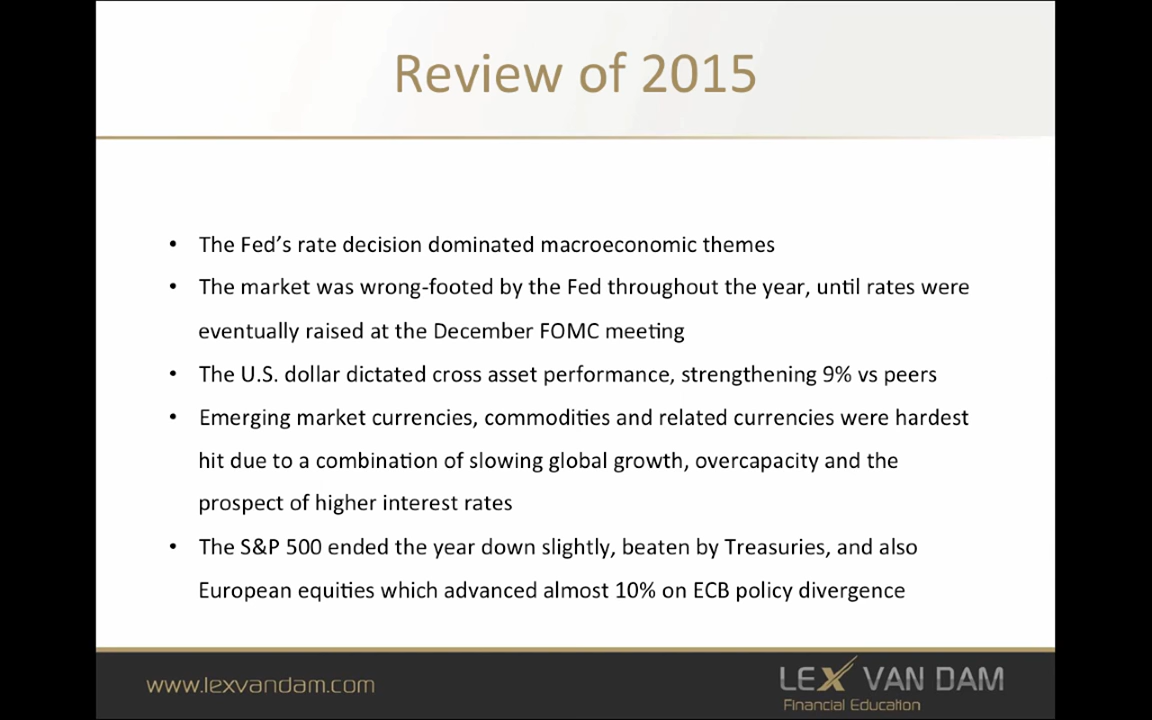 Review of 2015
• The Fed's rate decision dominated macroeconomic themes
• The market was wrong-footed by the Fed throughout the year, until rates were
eventually raised at the December FOMC meeting
• The U.S. dollar dictated cross asset performance, strengthening 9% vs peers
• Emerging market currencies, commodities and related currencies were hardest
hit due to a combination of slowing global growth, overcapacity and the
prospect of higher interest rates
• The S&P 500 ended the year down slightly, beaten by Treasuries, and also
European equities which advanced almost 10% on ECB policy divergence
www.lexvandam.com
LEX VAN DAM
Financial Education